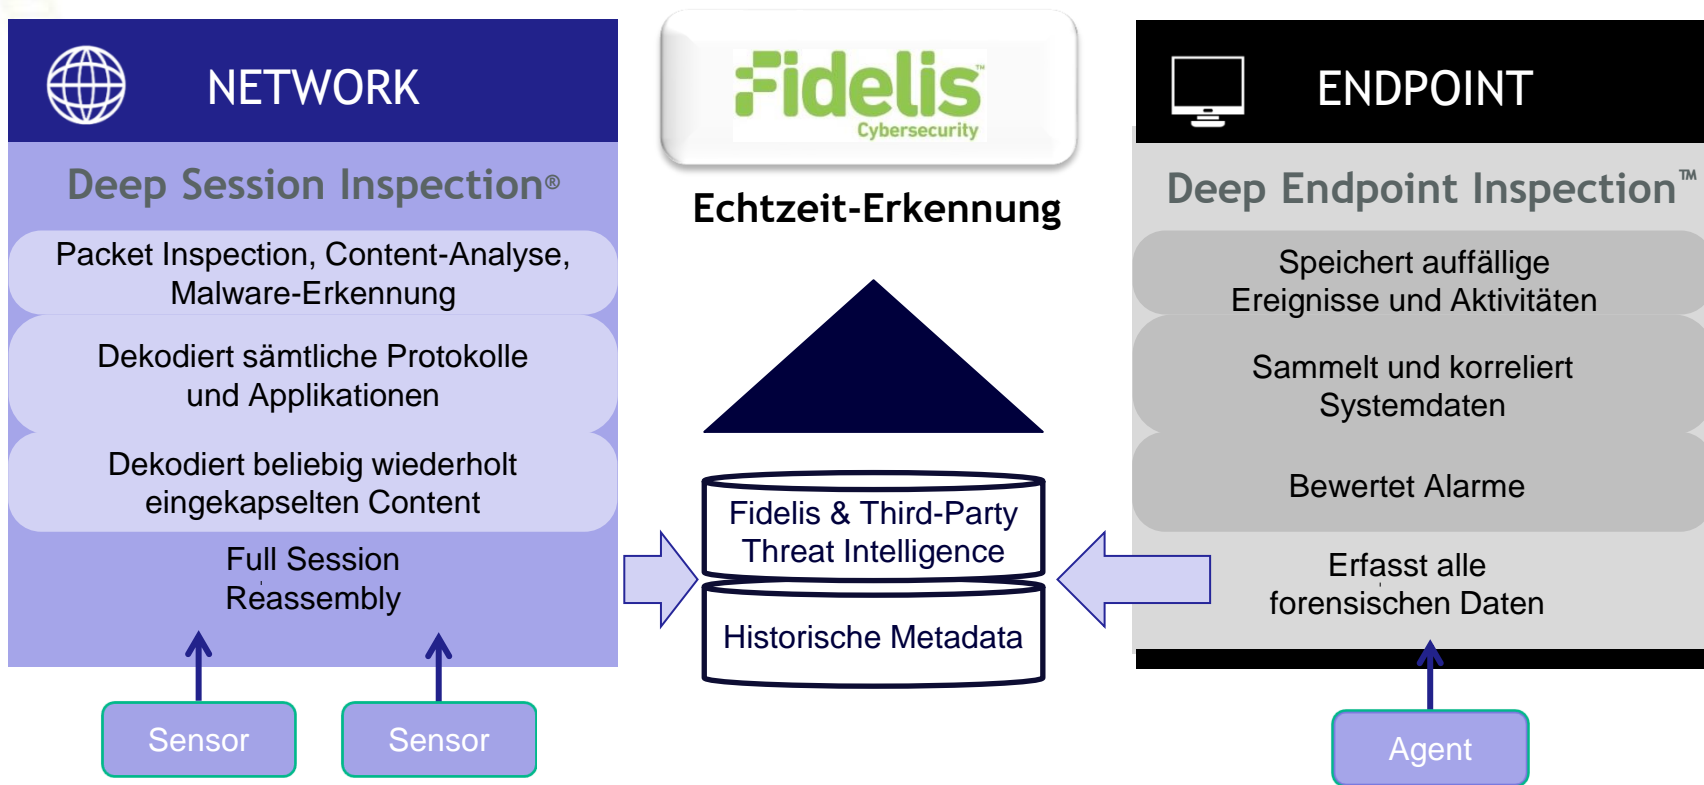 NETWORK
Deep Session Inspection®
Packet Inspection, Content-Analyse,
Malware-Erkennung
Dekodiert sämtliche Protokolle
und Applikationen
Dekodiert beliebig wiederholt
eingekapselten Content
Full Session
Reassembly
Sensor
Sensor
Fidelis™
Cybersecurity
Echtzeit-Erkennung
Fidelis & Third-Party
Threat Intelligence
Historische Metadata
ENDPOINT
Deep Endpoint Inspection™
Speichert auffällige
Ereignisse und Aktivitäten
Sammelt und korreliert
Systemdaten
Bewertet Alarme
Erfasst alle
forensischen Daten
Agent